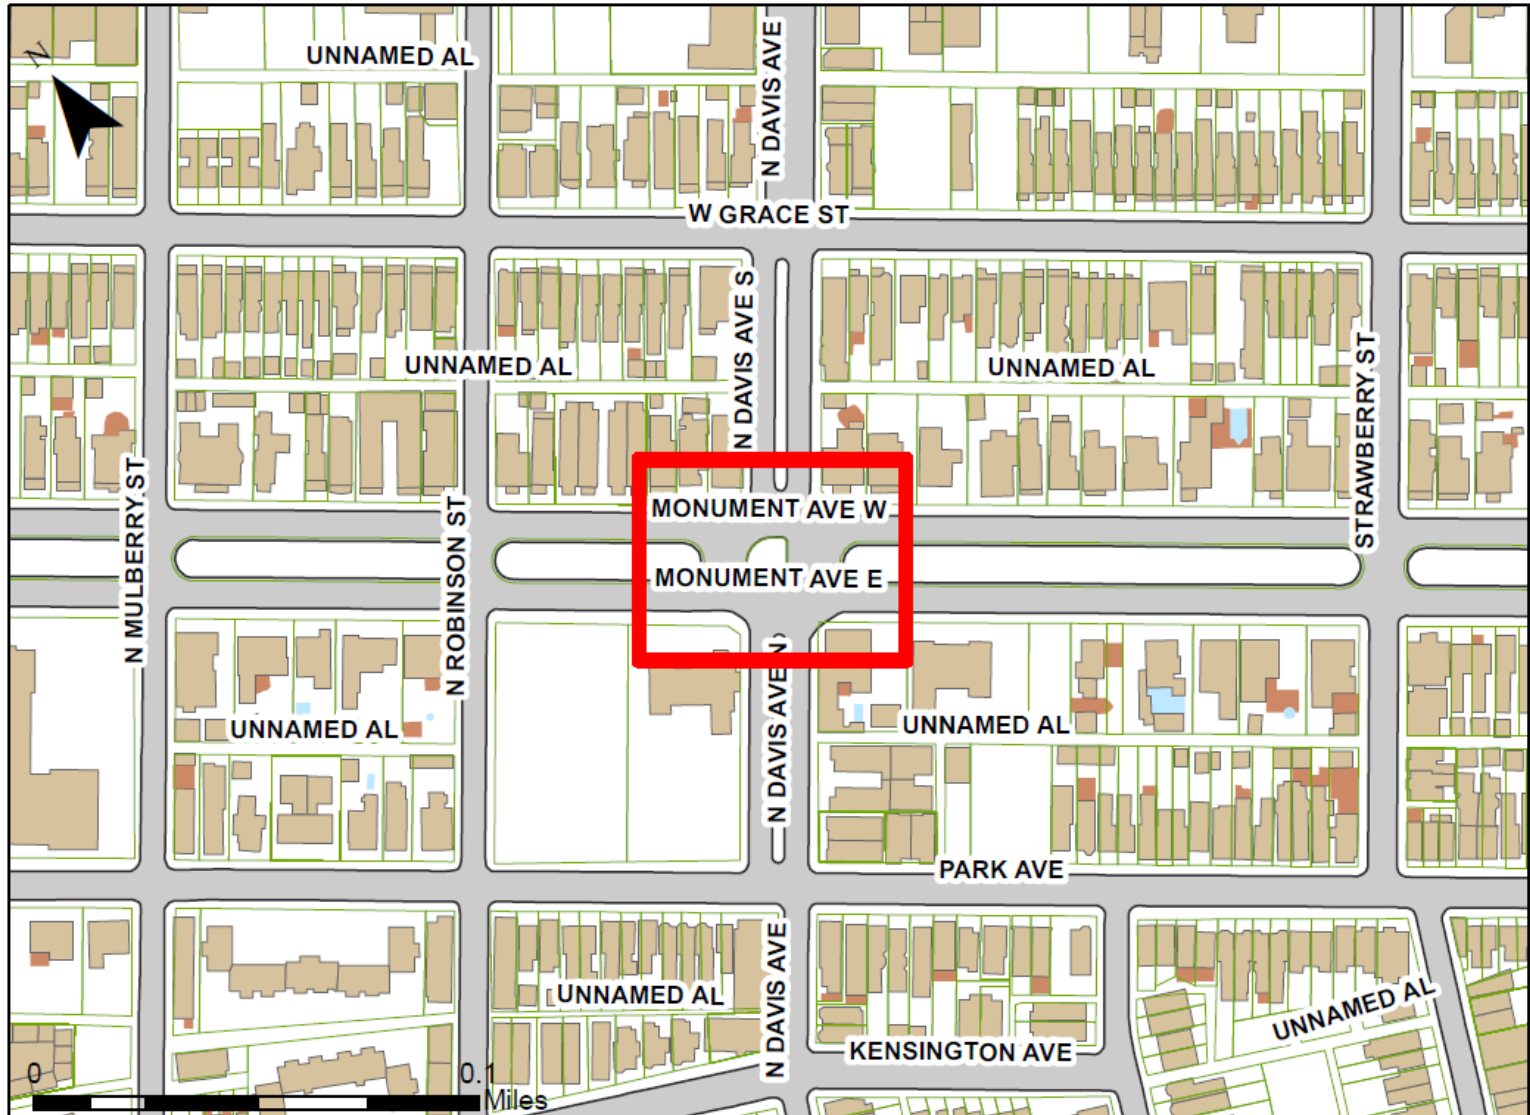 N
UNNAMED AL
N DAVIS AVE
W GRACE ST
N DAVIS AVE S
UNNAMED AL
UNNAMED AL
STRAWBERRY ST
N MULBERRY ST
N ROBINSON ST
MONUMENT AVE W
MONUMENT AVE E
N DAVIS AVE N
UNNAMED AL
UNNAMED AL
PARK AVE
N DAVIS AVE
UNNAMED AL
UNNAMED AL
KENSINGTON AVE
0
0.1
Miles